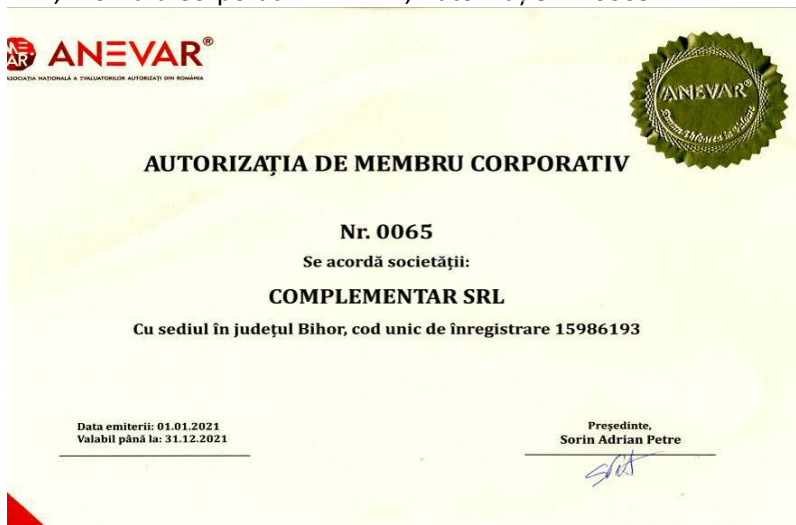 ANEVAR®
ASOCIAȚIA NAȚIONALĂ A EVALUATORILOR AUTORIZAȚI DIN ROMÂNIA
ANEVAR®
AUTORIZAȚIA DE MEMBRU CORPORATIV
Nr. 0065
Se acordă societății:
COMPLEMENTAR SRL
Cu sediul în județul Bihor, cod unic de înregistrare 15986193
Data emiterii: 01.01.2021
Valabil până la: 31.12.2021
Președinte,
Sorin Adrian Petre